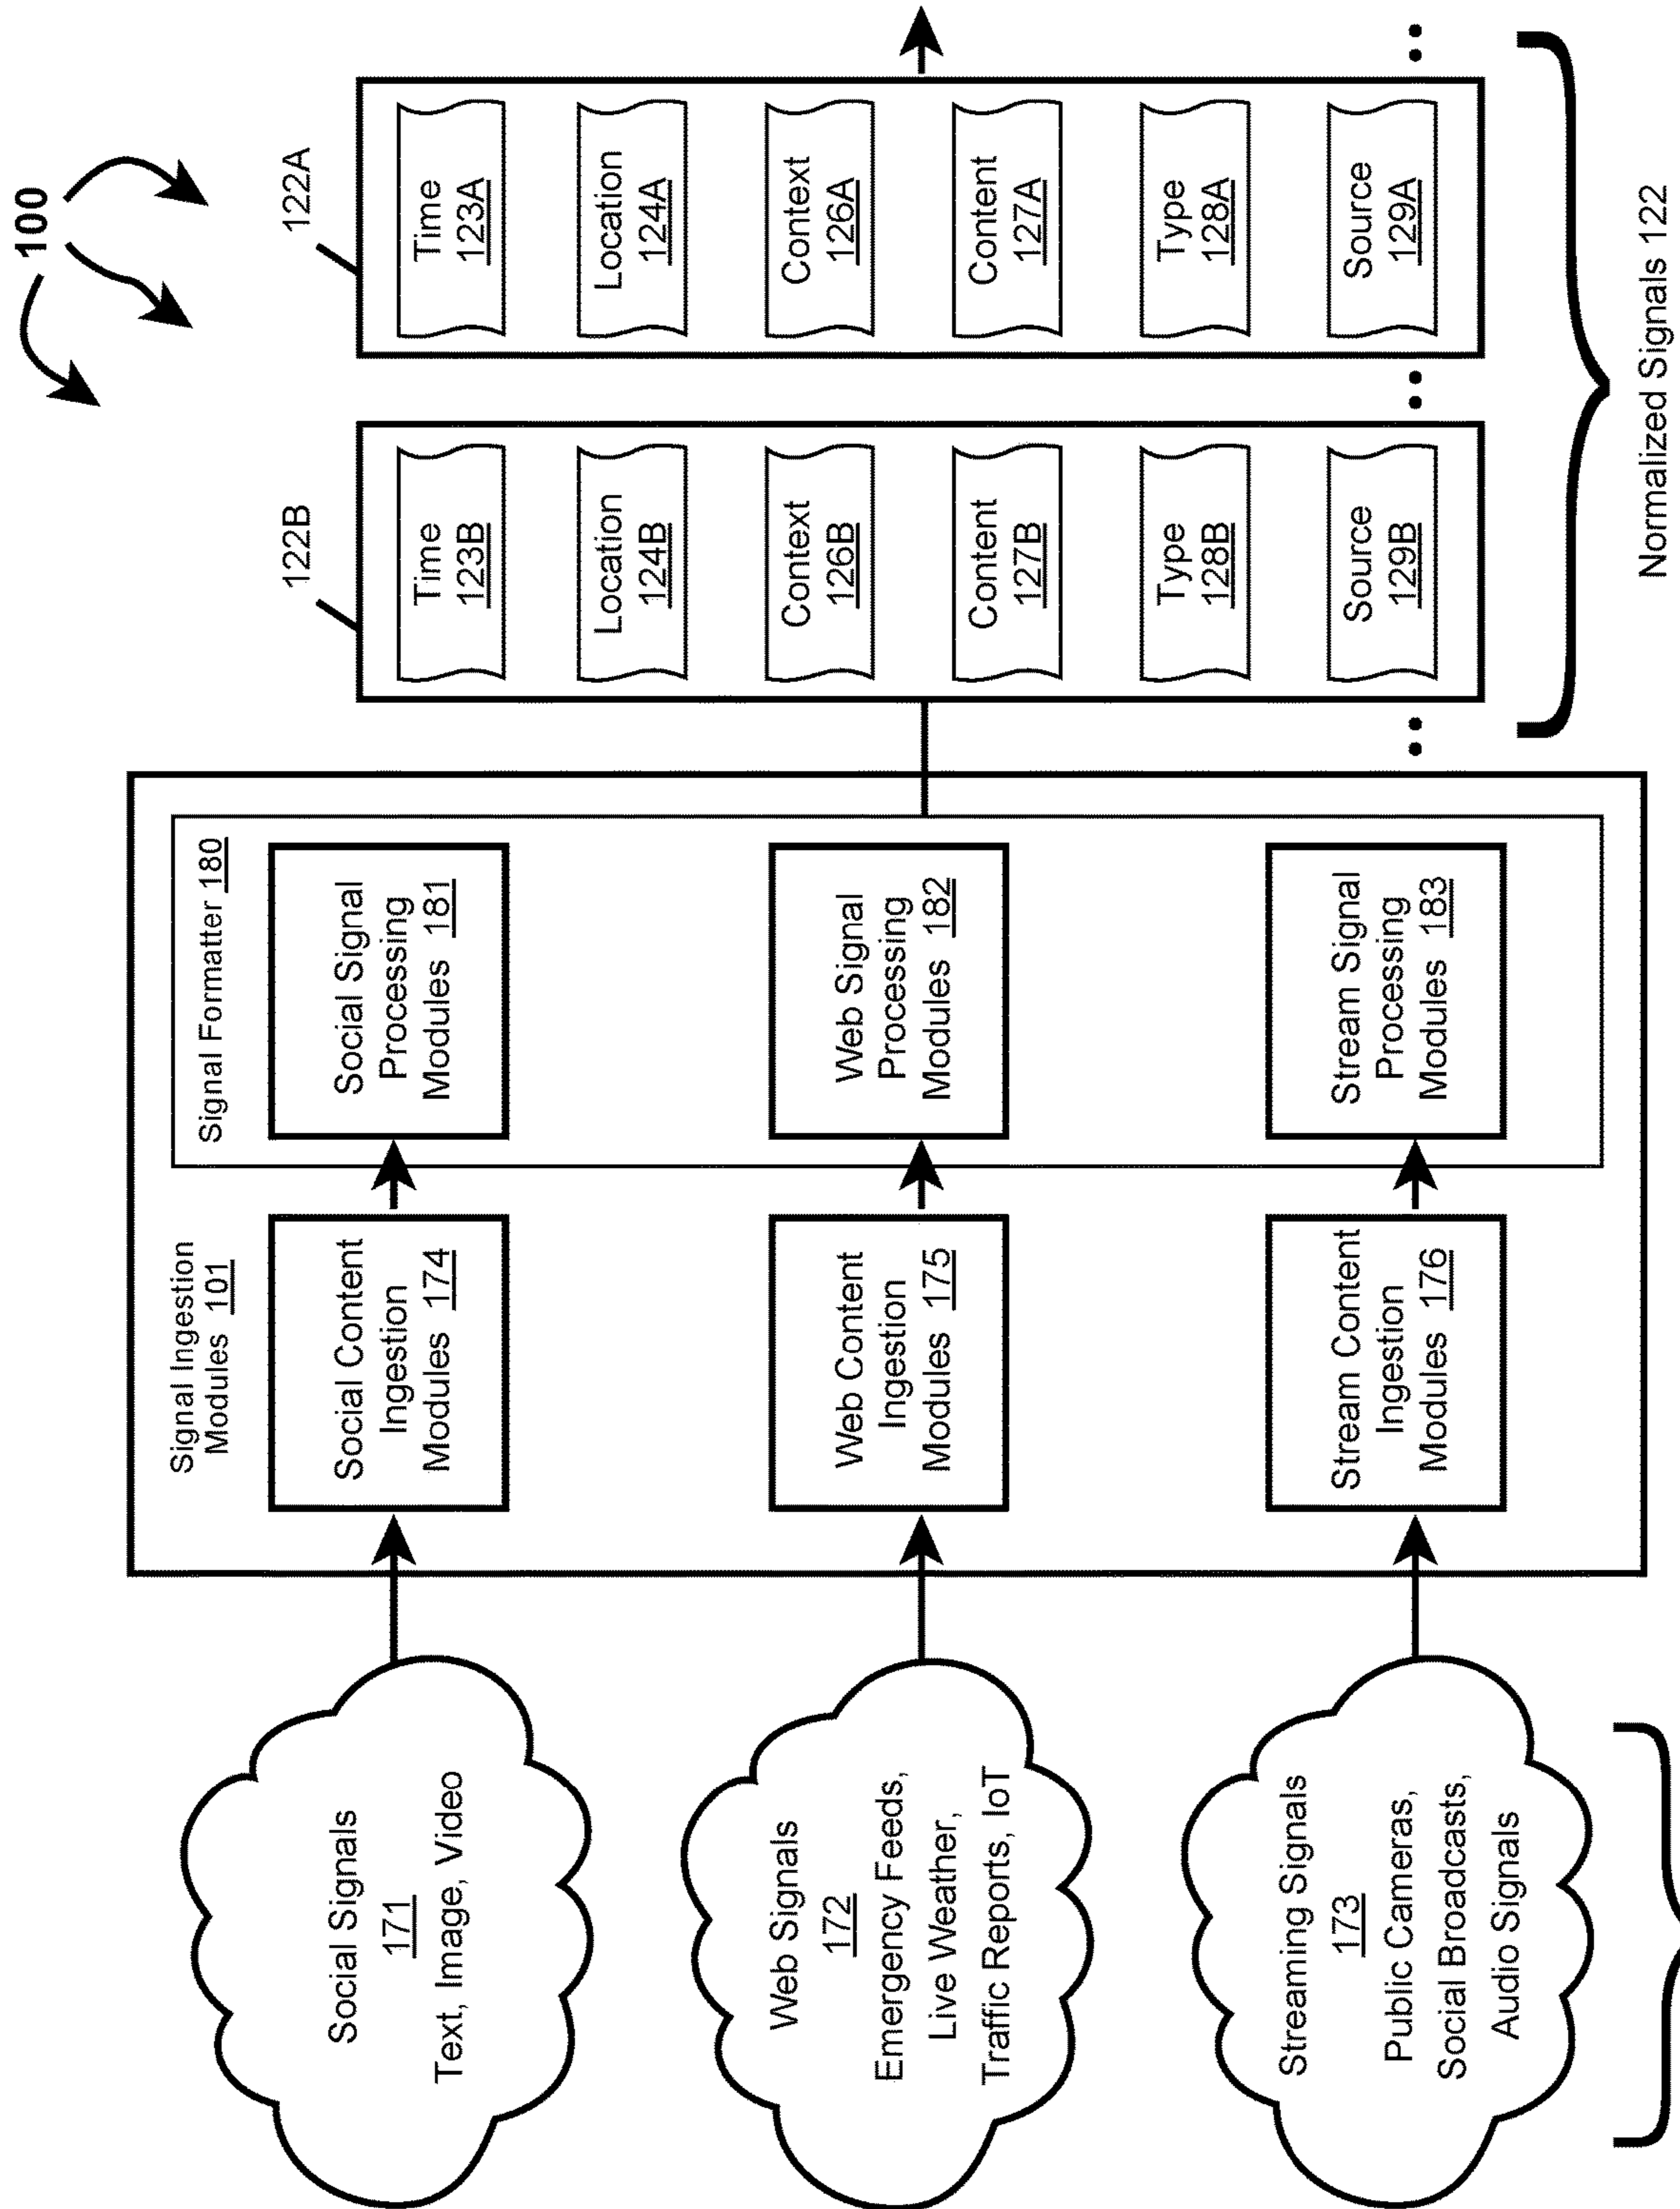 100
Social Signals
171
Text, Image, Video
Web Signals
172
Emergency Feeds,
Live Weather,
Traffic Reports, IoT
Streaming Signals
173
Public Cameras,
Social Broadcasts,
Audio Signals
Signal Ingestion
Modules 101
Social Content
Ingestion
Modules 174
Web Content
Ingestion
Modules 175
Stream Content
Ingestion
Modules 176
Signal Formatter 180
Social Signal
Processing
Modules 181
Web Signal
Processing
Modules 182
Stream Signal
Processing
Modules 183
122B
Time
123B
Location
124B
Context
126B
Content
127B
Type
128B
Source
129B
122A
Time
123A
Location
124A
Context
126A
Content
127A
Type
128A
Source
129A
Normalized Signals 122